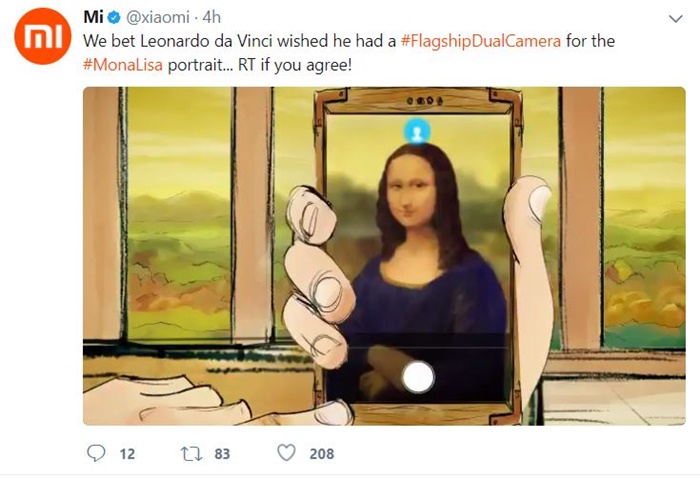 mi
Mi @xiaomi · 4h
We bet Leonardo da Vinci wished he had a #FlagshipDualCamera for the
#MonaLisa portrait... RT if you agree!
12 83 208